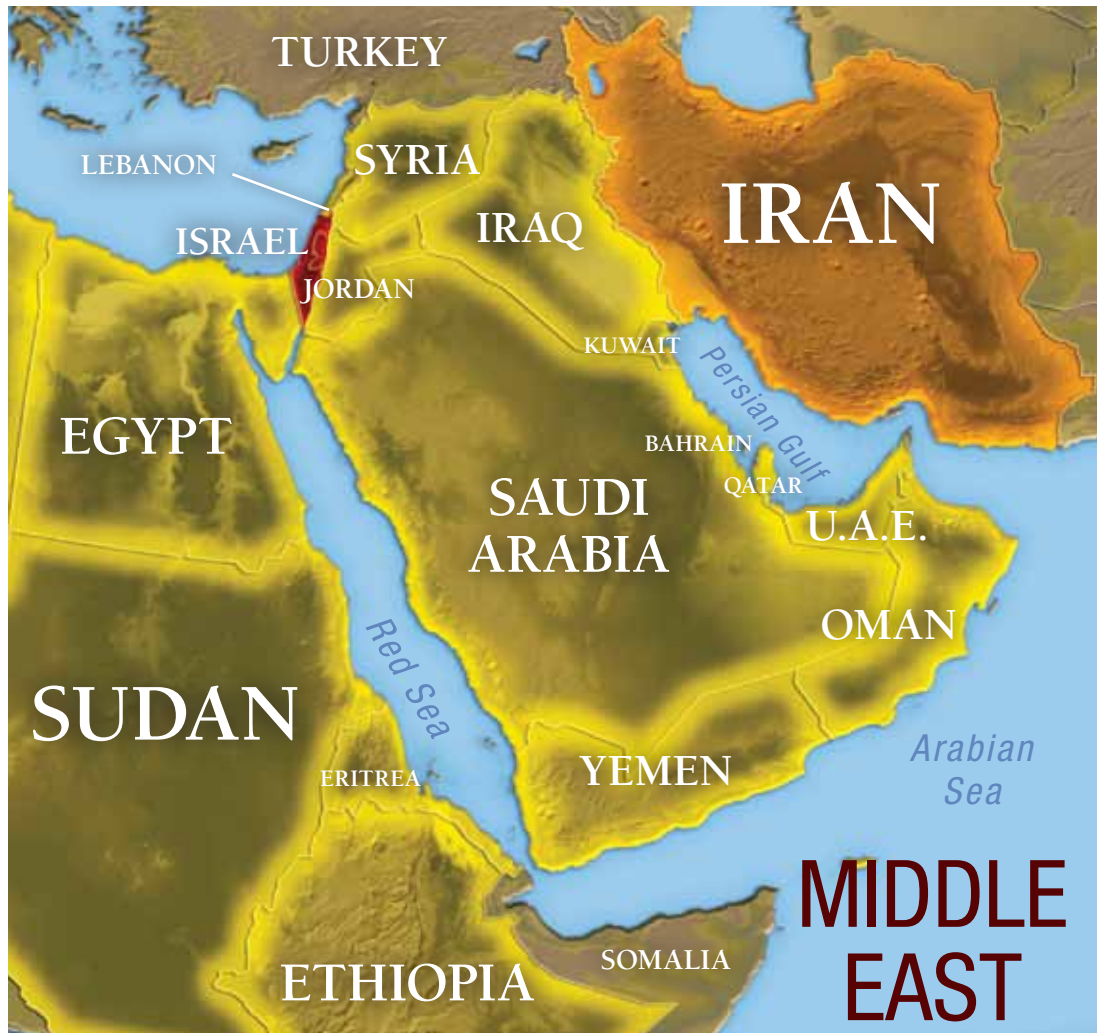 TURKEY
LEBANON
SYRIA
ISRAEL
IRAQ
IRAN
JORDAN
KUWAIT
Persian Gulf
EGYPT
BAHRAIN
QATAR
SAUDI
ARABIA
U.A.E.
OMAN
Red Sea
SUDAN
ERITREA
YEMEN
Arabian
Sea
SOMALIA
ETHIOPIA
MIDDLE
EAST